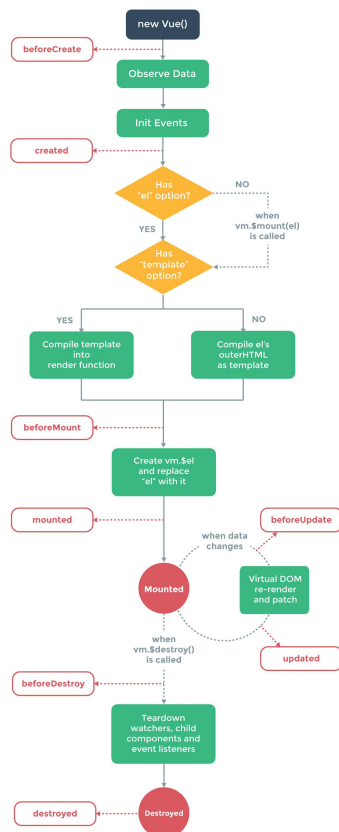 new Vue()
beforeCreate
Observe Data
Init Events
created
Has
"el" option?
NO
YES
when
vm.$mount(el)
is called
Has
"template"
option?
YES
NO
Compile template
into
render function
Compile el's
outerHTML
as template
beforeMount
Create vm.$el
and replace
"el" with it
mounted
beforeUpdate
when data
changes
Mounted
Virtual DOM
re-render
and patch
when
vm.$destroy()
is called
updated
beforeDestroy
Teardown
watchers, child
components and
event listeners
destroyed
Destroyed